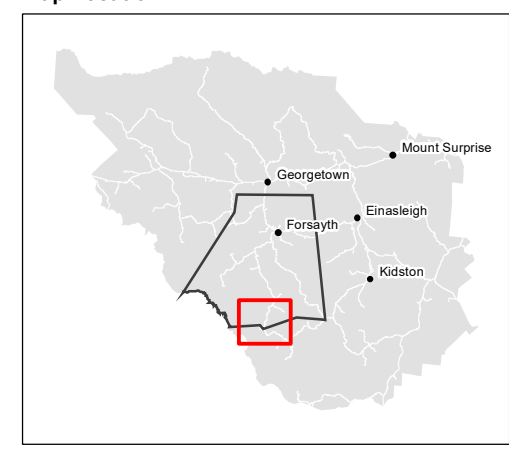 Mount Surprise
Georgetown
Einasleigh
Forsayth
Kidston